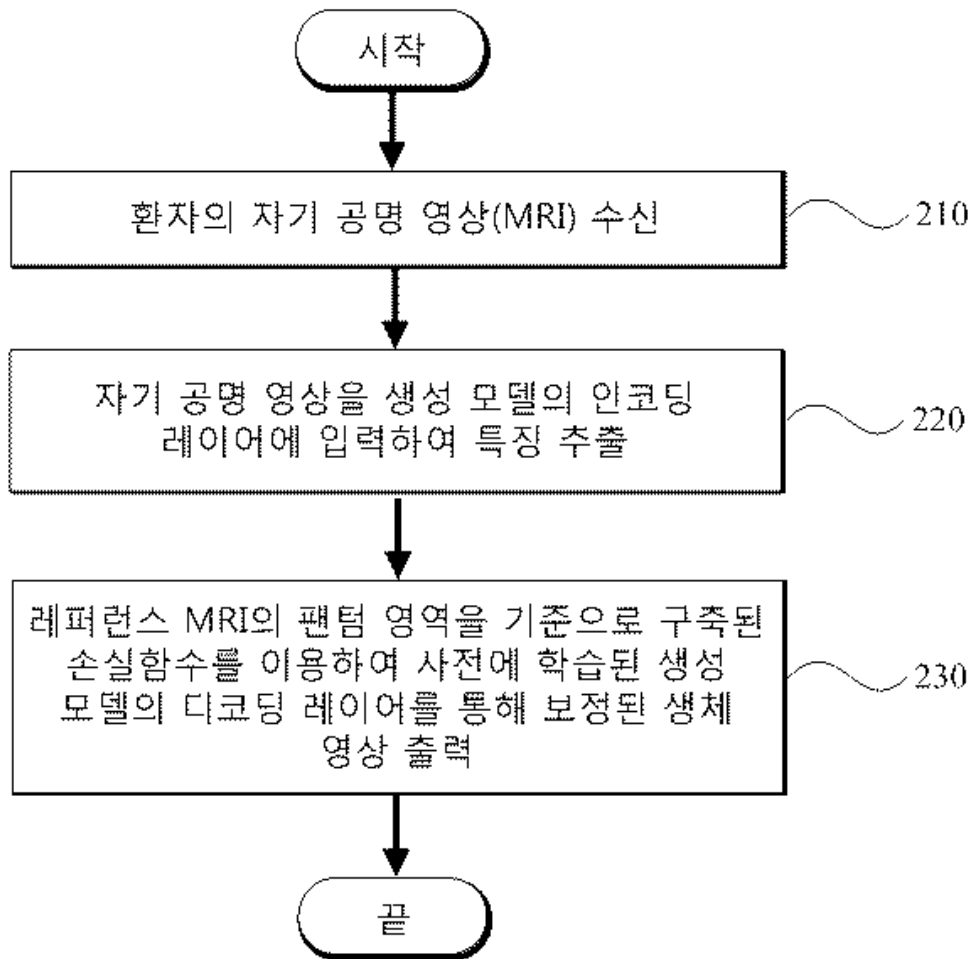 시작
환자의 자기 공명 영상(MRI) 수신
210
자기 공명 영상을 생성 모델의 인코딩
레이어에 입력하여 특징 추출
220
레퍼런스 MRI의 팬텀 영역을 기준으로 구축된
손실함수를 이용하여 사전에 학습된 생성
모델의 디코딩 레이어를 통해 보정된 생체
영상 출력
230
끝